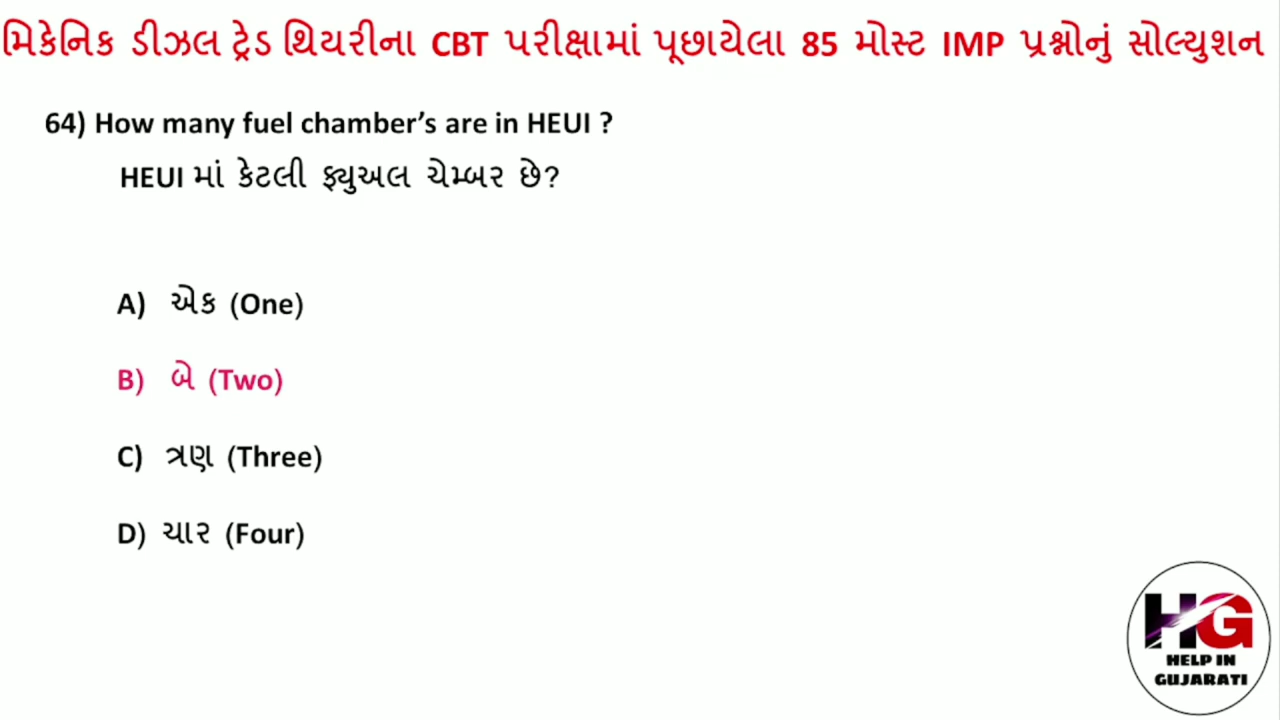 મિકેનિક ડીઝલ ટ્રેડ થિયરીના CBT પરીક્ષામાં પૂછાયેલા 85 મોસ્ટ IMP પ્રશ્નોનું સોલ્યુશન
64) How many fuel chamber’s are in HEUI ?
HEUI માં કેટલી ફ્યુઅલ ચેમ્બર છે?
A) એક (One)
B) બે (Two)
C) ત્રણ (Three)
D) ચાર (Four)
HG
HELP IN
GUJARATI